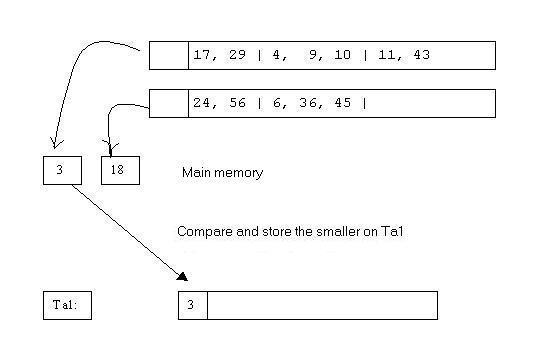 17, 29 | 4, 9, 10 | 11, 43
24, 56 | 6, 36, 45 |
3 18 Main memory
Compare and store the smaller on Ta1
Ta1: 3